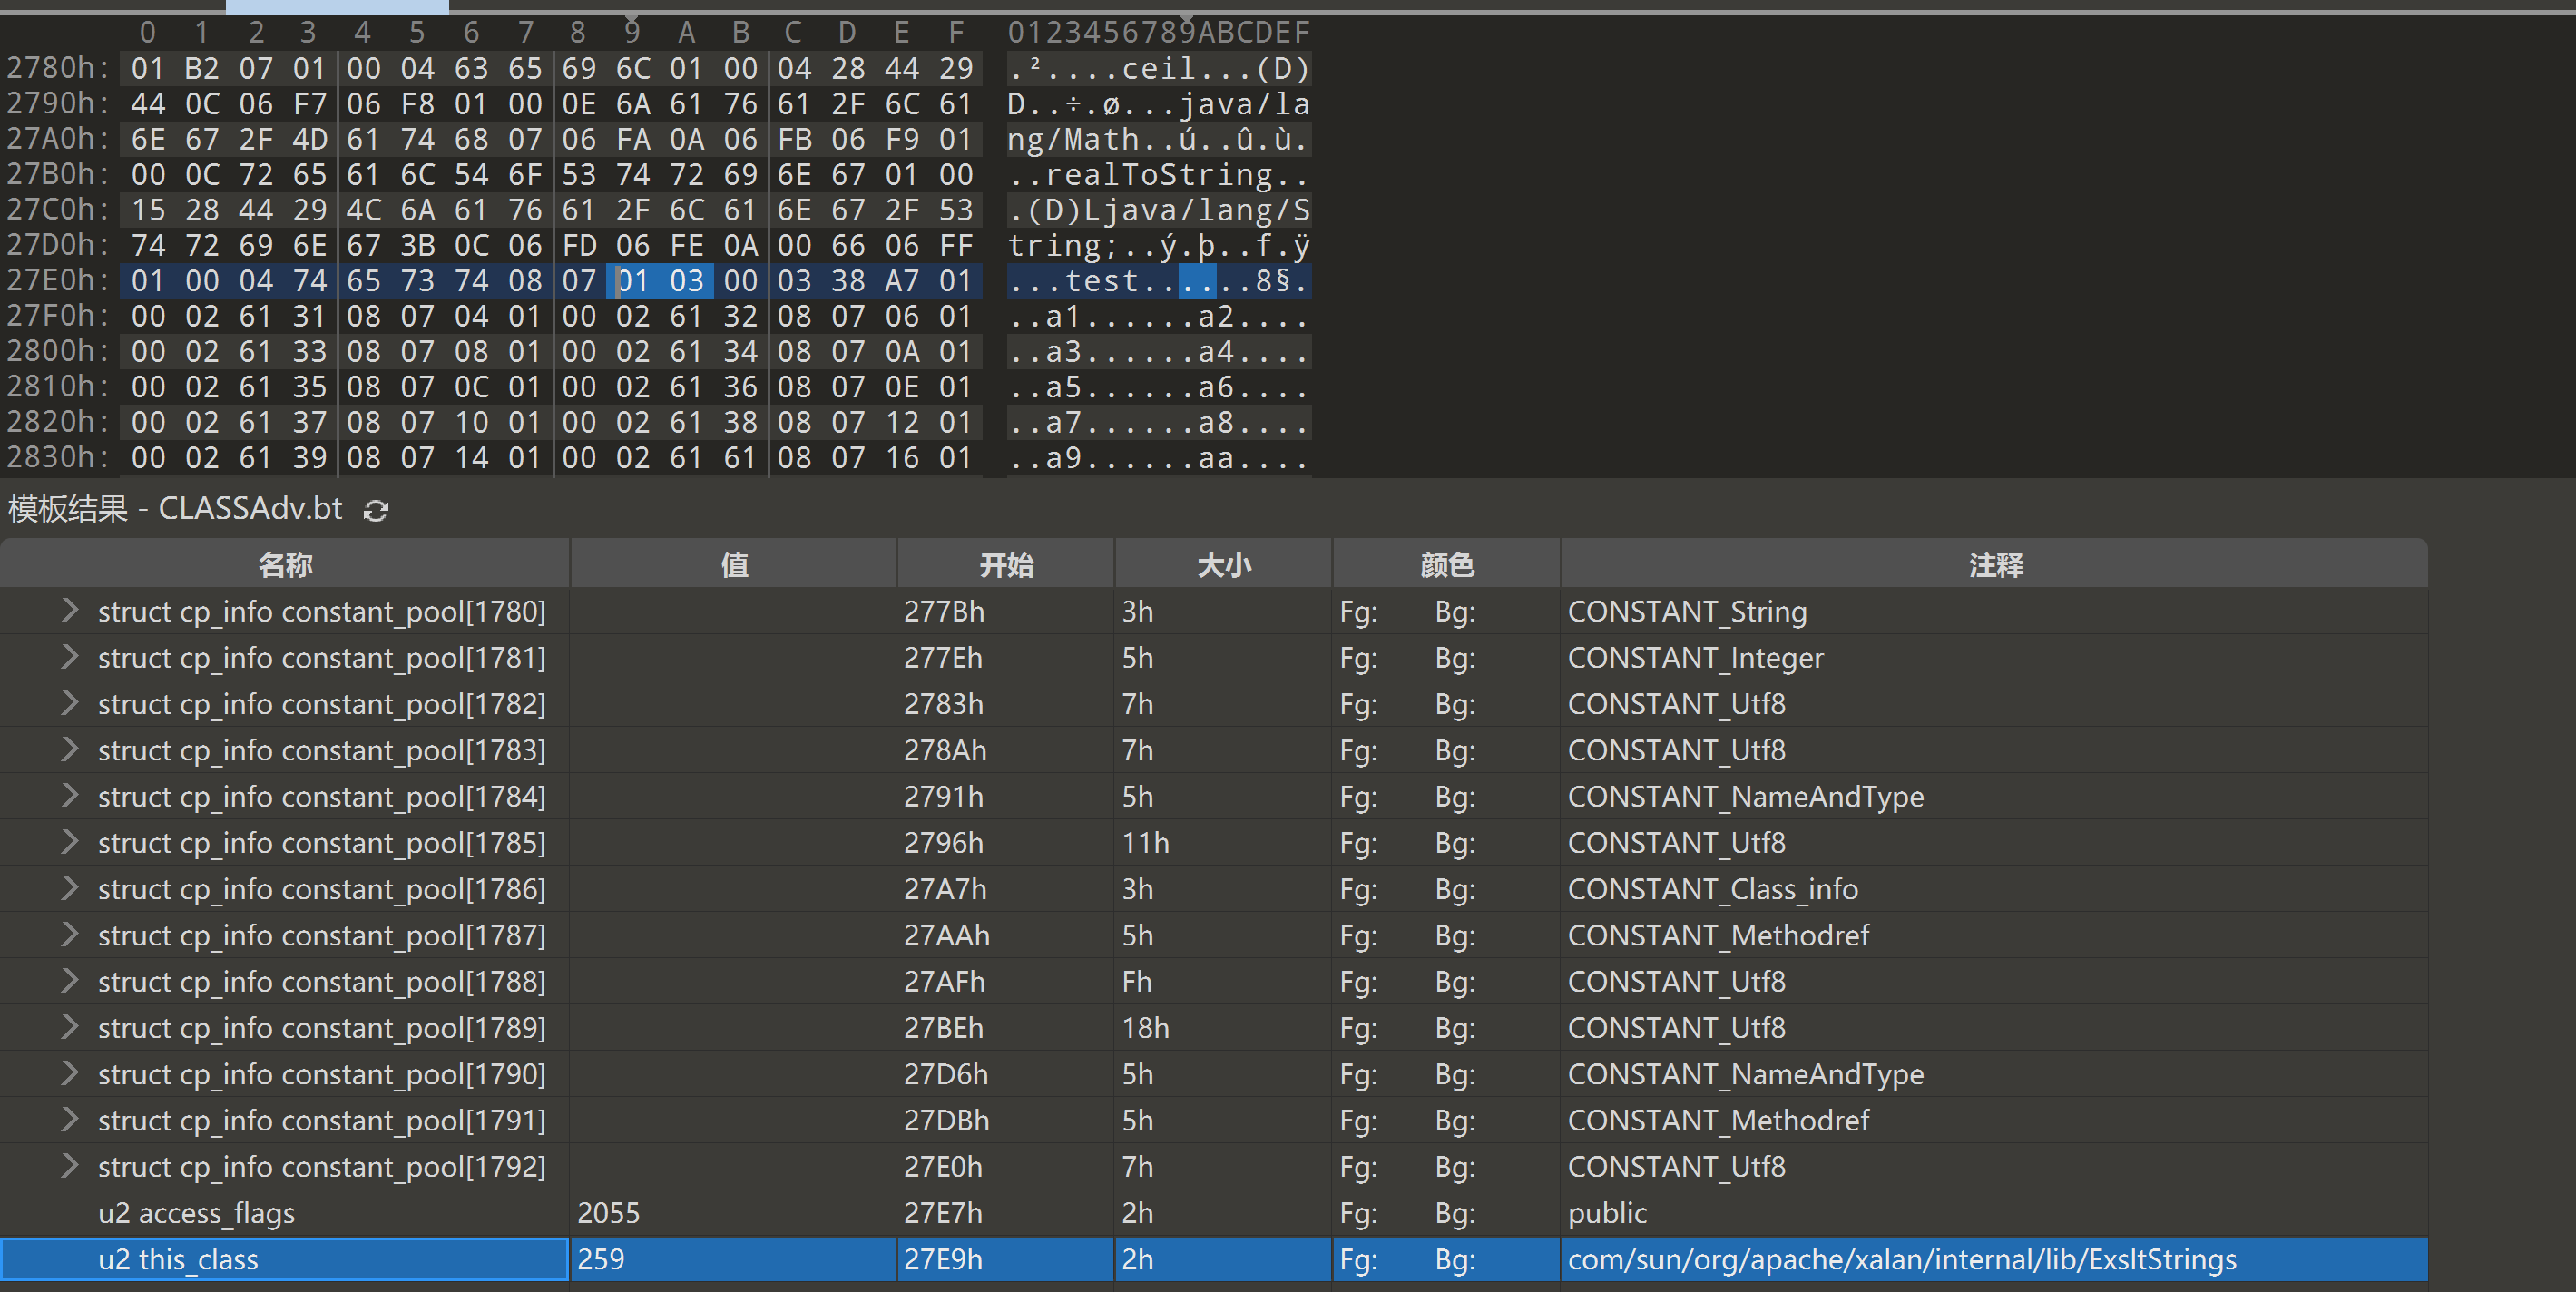 0 1 2 3 4 5 6 7 8 9 A B C D E F 0123456789ABCDEF
2780h: 01 B2 07 01 00 04 63 65 69 6C 01 00 04 28 44 29 .²....ceil...(D)
2790h: 44 0C 06 F7 06 F8 01 00 0E 6A 61 76 61 2F 6C 61 D..÷.ø...java/la
27A0h: 6E 67 2F 4D 61 74 68 07 06 FA 0A 06 FB 06 F9 01 ng/Math..ú..û.ù.
27B0h: 00 0C 72 65 61 6C 54 6F 53 74 72 69 6E 67 01 00 ..realToString..
27C0h: 15 28 44 29 4C 6A 61 76 61 2F 6C 61 6E 67 2F 53 .(D)Ljava/lang/S
27D0h: 74 72 69 6E 67 3B 0C 06 FD 06 FE 0A 00 66 06 FF tring;..ý.þ..f.ÿ
27E0h: 01 00 04 74 65 73 74 08 07 01 03 00 03 38 A7 01 ...test......8§.
27F0h: 00 02 61 31 08 07 04 01 00 02 61 32 08 07 06 01 ..a1......a2....
2800h: 00 02 61 33 08 07 08 01 00 02 61 34 08 07 0A 01 ..a3......a4....
2810h: 00 02 61 35 08 07 0C 01 00 02 61 36 08 07 0E 01 ..a5......a6....
2820h: 00 02 61 37 08 07 10 01 00 02 61 38 08 07 12 01 ..a7......a8....
2830h: 00 02 61 39 08 07 14 01 00 02 61 61 08 07 16 01 ..a9......aa....
模板结果 - CLASSAdv.bt
名称 值 开始 大小 颜色 注释
struct cp_info constant_pool[1780] 277Bh 3h Fg: Bg: CONSTANT_String
struct cp_info constant_pool[1781] 277Eh 5h Fg: Bg: CONSTANT_Integer
struct cp_info constant_pool[1782] 2783h 7h Fg: Bg: CONSTANT_Utf8
struct cp_info constant_pool[1783] 278Ah 7h Fg: Bg: CONSTANT_Utf8
struct cp_info constant_pool[1784] 2791h 5h Fg: Bg: CONSTANT_NameAndType
struct cp_info constant_pool[1785] 2796h 11h Fg: Bg: CONSTANT_Utf8
struct cp_info constant_pool[1786] 27A7h 3h Fg: Bg: CONSTANT_Class_info
struct cp_info constant_pool[1787] 27AAh 5h Fg: Bg: CONSTANT_Methodref
struct cp_info constant_pool[1788] 27AFh Fh Fg: Bg: CONSTANT_Utf8
struct cp_info constant_pool[1789] 27BEh 18h Fg: Bg: CONSTANT_Utf8
struct cp_info constant_pool[1790] 27D6h 5h Fg: Bg: CONSTANT_NameAndType
struct cp_info constant_pool[1791] 27DBh 5h Fg: Bg: CONSTANT_Methodref
struct cp_info constant_pool[1792] 27E0h 7h Fg: Bg: CONSTANT_Utf8
u2 access_flags 2055 27E7h 2h Fg: Bg: public
u2 this_class 259 27E9h 2h Fg: Bg: com/sun/org/apache/xalan/internal/lib/ExsltStrings